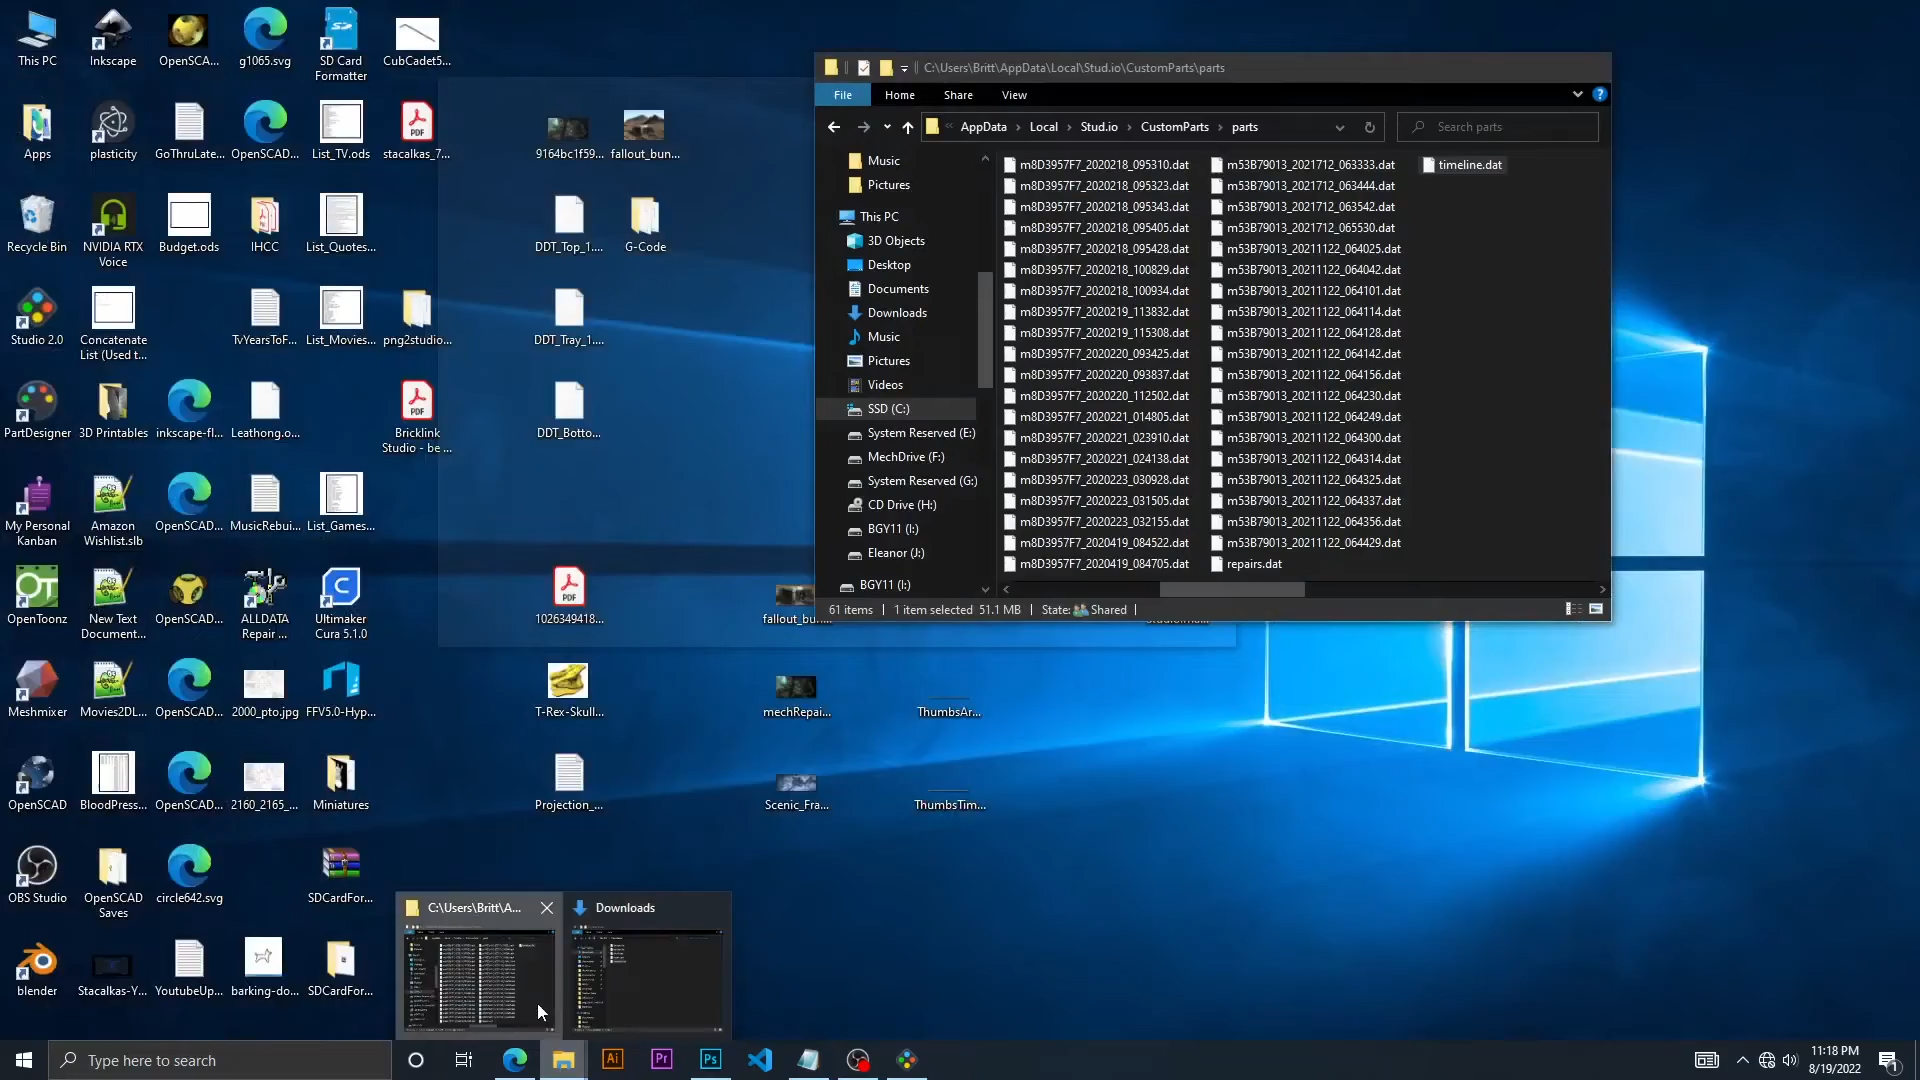 This PC
Inkscape
OpenSCA...
g1065.svg
SD Card
Formatter
CubCadet5...
Apps
plasticity
GoThruLate...
OpenSCAD...
List_TV.ods
stacalkas_7...
9164bc1f59...
fallout_bun...
Recycle Bin
NVIDIA RTX
Voice
Budget.ods
IHCC
List_Quotes...
DDT_Top_1....
G-Code
Studio 2.0
Concatenate
List (Used t...
TvYearsToF...
List_Movies...
png2studio...
DDT_Tray_1....
PartDesigner
3D Printables
inkscape-fl...
Leathong.o...
Bricklink
Studio - be ...
DDT_Botto...
My Personal
Kanban
Amazon
Wishlist.slb
OpenSCAD...
MusicRebui...
List_Games...
OpenToonz
New Text
Document...
OpenSCAD...
ALLDATA
Repair ...
Ultimaker
Cura 5.1.0
1026349418...
fallout_bun...
Meshmixer
Movies2DL...
OpenSCAD...
2000_pto.jpg
FFV5.0-Hyp...
T-Rex-Skull...
mechRepai...
ThumbsAr...
OpenSCAD
BloodPress...
OpenSCAD...
2160_2165_...
Miniatures
Projection_...
Scenic_Fra...
ThumbsTim...
OBS Studio
OpenSCAD
Saves
circle642.svg
SDCardFor...
blender
Stacalkas-Y...
YoutubeUp...
barking-do...
SDCardFor...
C:\Users\Britt\AppData\Local\Stud.io\CustomParts\parts
File
Home
Share
View
AppData
Local
Stud.io
CustomParts
parts
Search parts
Music
Pictures
This PC
3D Objects
Desktop
Documents
Downloads
Music
Pictures
Videos
SSD (C:)
System Reserved (E:)
MechDrive (F:)
System Reserved (G:)
CD Drive (H:)
BGY11 (I:)
Eleanor (J:)
BGY11 (I:)
m8D3957F7_2020218_095310.dat
m8D3957F7_2020218_095323.dat
m8D3957F7_2020218_095343.dat
m8D3957F7_2020218_095405.dat
m8D3957F7_2020218_095428.dat
m8D3957F7_2020218_100829.dat
m8D3957F7_2020218_100934.dat
m8D3957F7_2020219_113832.dat
m8D3957F7_2020219_115308.dat
m8D3957F7_2020220_093425.dat
m8D3957F7_2020220_093837.dat
m8D3957F7_2020220_112502.dat
m8D3957F7_2020221_014805.dat
m8D3957F7_2020221_023910.dat
m8D3957F7_2020221_024138.dat
m8D3957F7_2020223_030928.dat
m8D3957F7_2020223_031505.dat
m8D3957F7_2020223_032155.dat
m8D3957F7_2020419_084522.dat
m8D3957F7_2020419_084705.dat
m53B79013_2021712_063333.dat
m53B79013_2021712_063444.dat
m53B79013_2021712_063542.dat
m53B79013_2021712_065530.dat
m53B79013_20211122_064025.dat
m53B79013_20211122_064042.dat
m53B79013_20211122_064101.dat
m53B79013_20211122_064114.dat
m53B79013_20211122_064128.dat
m53B79013_20211122_064142.dat
m53B79013_20211122_064156.dat
m53B79013_20211122_064230.dat
m53B79013_20211122_064249.dat
m53B79013_20211122_064300.dat
m53B79013_20211122_064314.dat
m53B79013_20211122_064325.dat
m53B79013_20211122_064337.dat
m53B79013_20211122_064356.dat
m53B79013_20211122_064429.dat
repairs.dat
timeline.dat
61 items
1 item selected 51.1 MB
State:
Shared
C:\Users\Britt\A...
Downloads
Type here to search
Ai
Pr
Ps
11:18 PM
8/19/2022
1